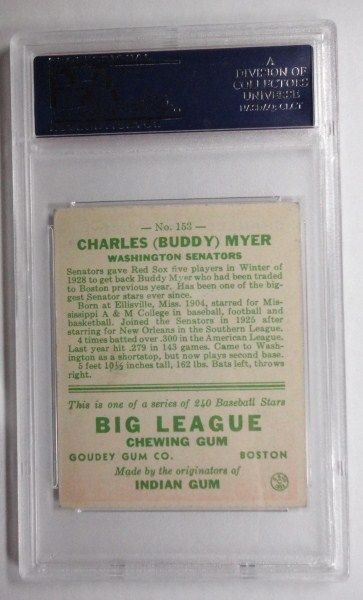 A
DIVISION OF
COLLECTORS
UNIVERSE
NASDAQ: CLCT
— No. 153 —
CHARLES (BUDDY) MYER
WASHINGTON SENATORS
Senators gave Red Sox five players in Winter of
1928 to get back Buddy Myer who had been traded
to Boston previous year. Has been one of the big-
gest Senator stars ever since.
Born at Ellisville, Miss. 1904, starred for Mis-
sissippi A & M College in baseball, football and
basketball. Joined the Senators in 1925 after
starring for New Orleans in the Southern League.
4 times batted over .300 in the American League.
Last year hit .279 in 143 games. Came to Wash-
ington as a shortstop, but now plays second base.
5 feet 10½ inches tall, 162 lbs. Bats left, throws
right.
This is one of a series of 240 Baseball Stars
BIG LEAGUE
CHEWING GUM
GOUDEY GUM CO. BOSTON
Made by the originators of
INDIAN GUM